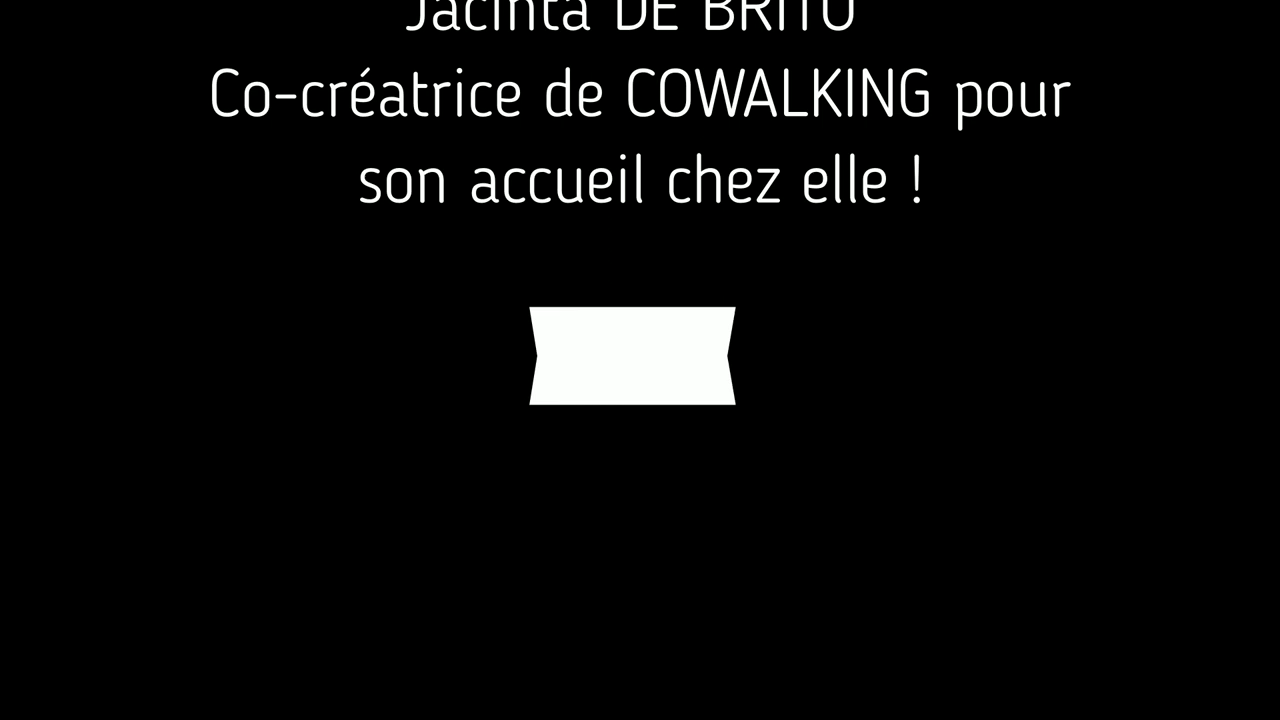 Jacinta DE BRITO
Co-créatrice de COWALKING pour
son accueil chez elle !